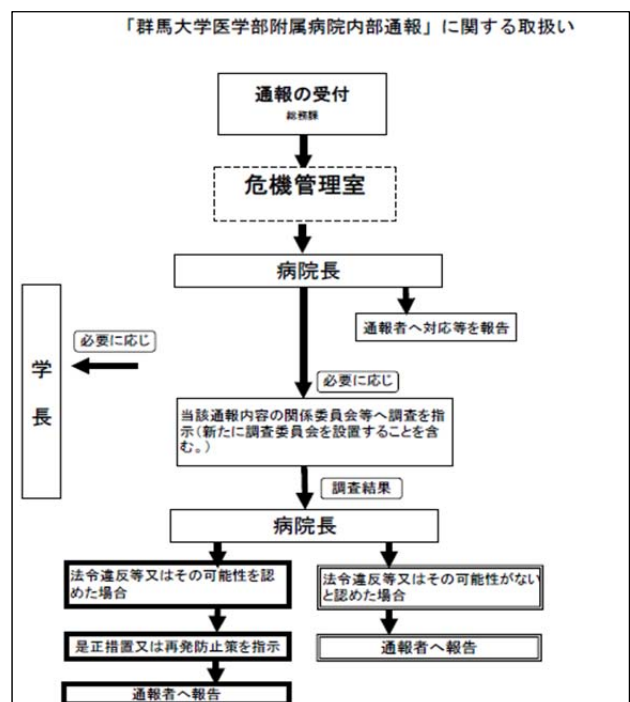 「群馬大学医学部附属病院内部通報」に関する取扱い
通報の受付
総務課
危機管理室
病院長
通報者へ対応等を報告
必要に応じ
学
長
必要に応じ
当該通報内容の関係委員会等へ調査を指
示（新たに調査委員会を設置することを含
む。）
調査結果
病院長
法令違反等又はその可能性を認
めた場合
法令違反等又はその可能性がない
と認めた場合
是正措置又は再発防止策を指示
通報者へ報告
通報者へ報告